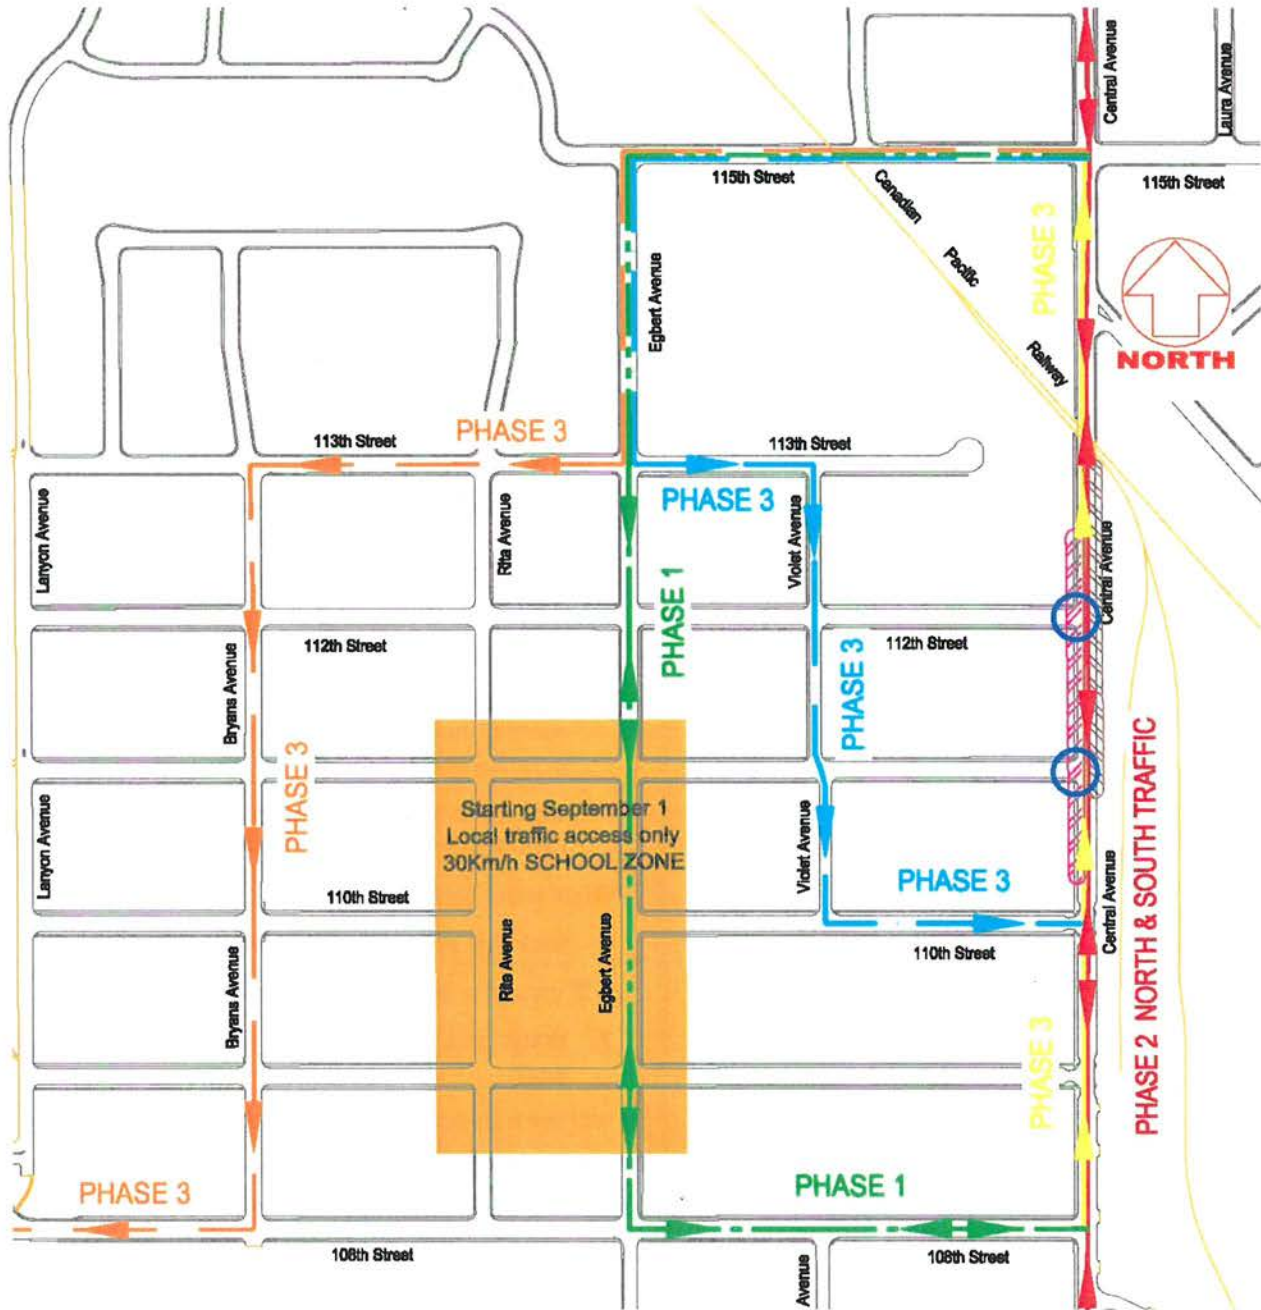 Central Avenue
Laura Avenue
115th Street
115th Street
Canadian
Pacific
Railway
PHASE 3
NORTH
Egbert Avenue
PHASE 3
113th Street
113th Street
PHASE 3
Lanyon Avenue
Rita Avenue
Violet Avenue
Central Avenue
PHASE 1
112th Street
112th Street
Bryans Avenue
PHASE 3
PHASE 3
Starting September 1
Local traffic access only
30Km/h SCHOOL ZONE
Lanyon Avenue
Violet Avenue
PHASE 3
110th Street
110th Street
Central Avenue
PHASE 2 NORTH & SOUTH TRAFFIC
Bryans Avenue
Rita Avenue
Egbert Avenue
PHASE 3
PHASE 3
PHASE 1
108th Street
108th Street
Avenue